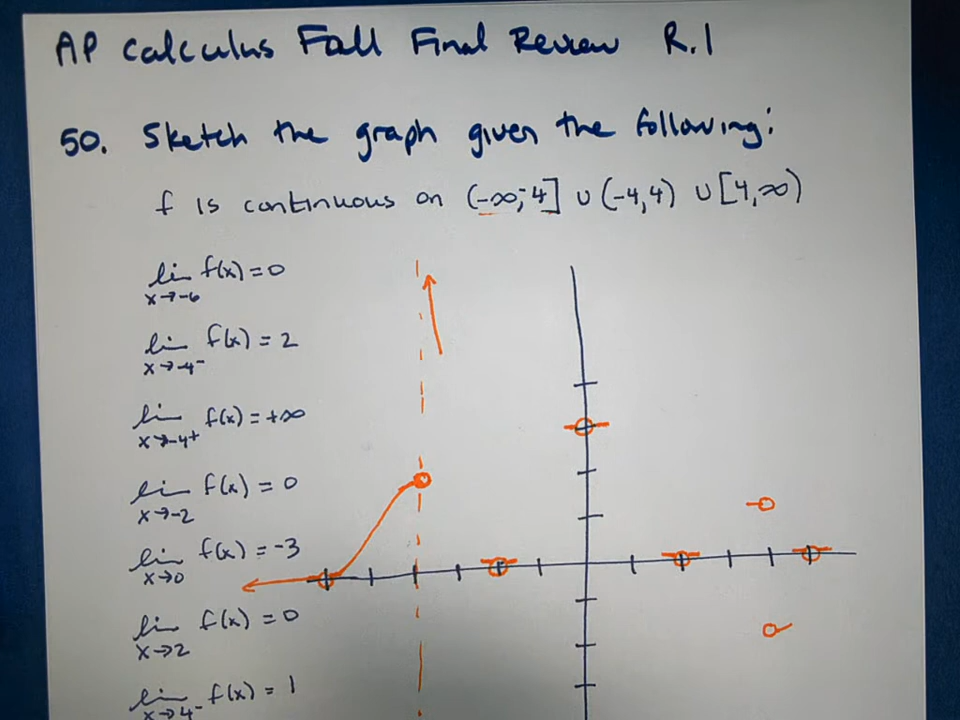 AP Calculus Fall Final Review R.1
50. Sketch the graph given the following:
f is continuous on (-∞,-4] ∪ (-4,4) ∪ [4,∞)
lim f(x) = 0
x→-6
lim f(x) = 2
x→-4⁻
lim f(x) = +∞
x→-4⁺
lim f(x) = 0
x→-2
lim f(x) = -3
x→0
lim f(x) = 0
x→2
lim f(x) = 1
x→4⁻